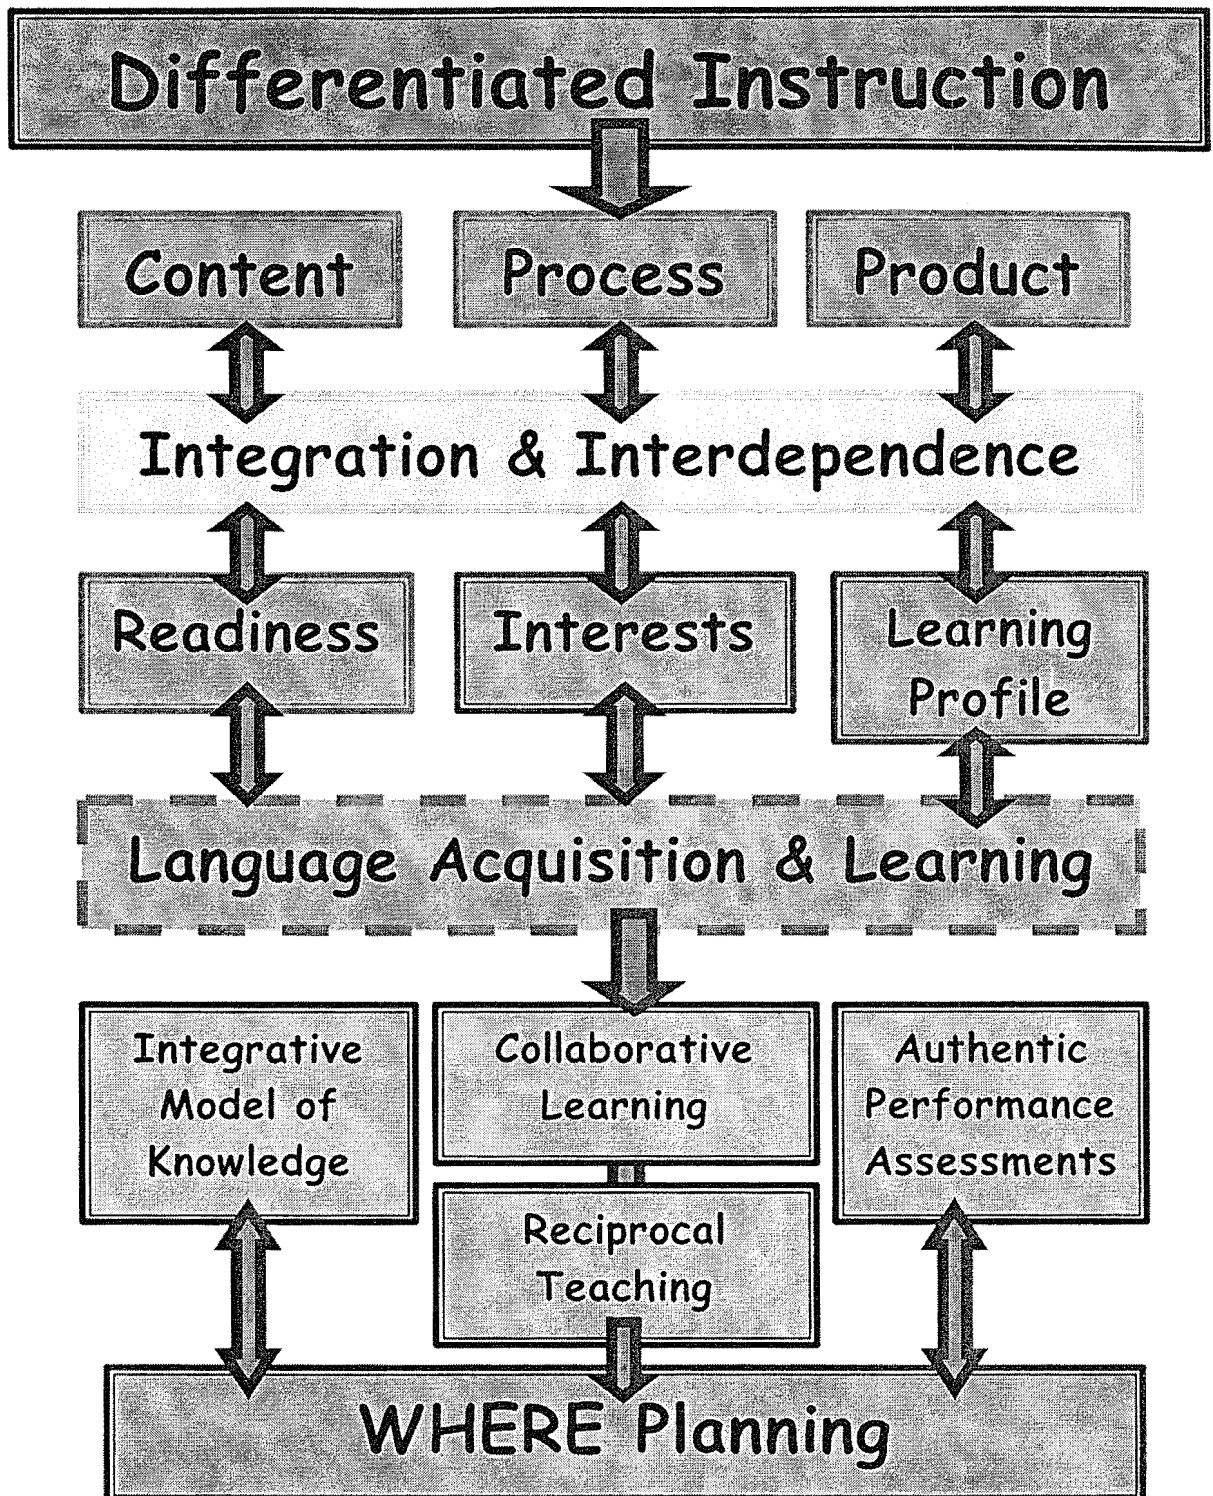 Differentiated Instruction
Content
Process
Product
Integration & Interdependence
Readiness
Interests
Learning
Profile
Language Acquisition & Learning
Integrative
Model of
Knowledge
Collaborative
Learning
Reciprocal
Teaching
Authentic
Performance
Assessments
WHERE Planning